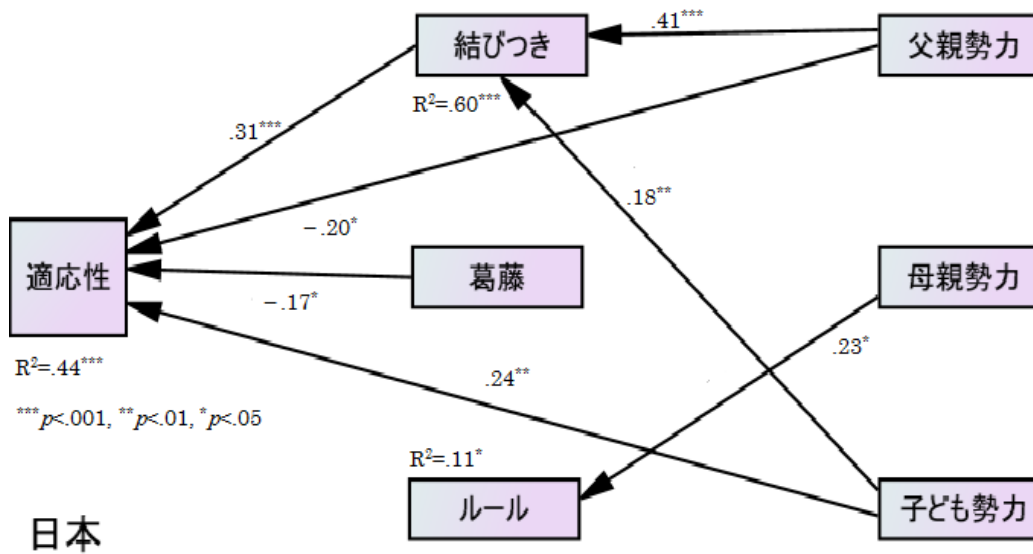 結びつき
.41***
父親勢力
R²=.60***
.31***
.18**
−.20*
適応性
葛藤
母親勢力
−.17*
.23*
R²=.44***
.24**
***p<.001, **p<.01, *p<.05
R²=.11*
ルール
子ども勢力
日本